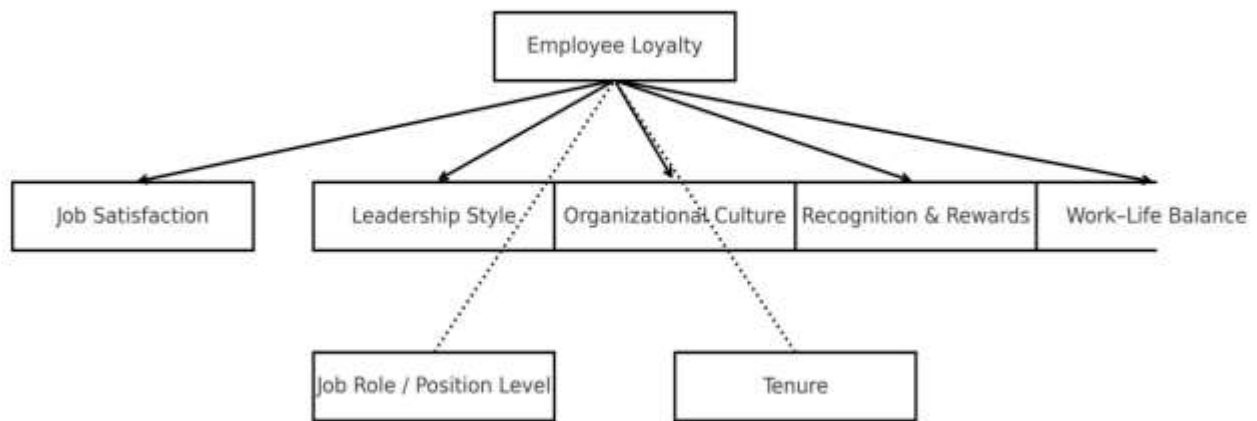 Employee Loyalty
Job Satisfaction
Leadership Style
Organizational Culture
Recognition & Rewards
Work–Life Balance
Job Role / Position Level
Tenure